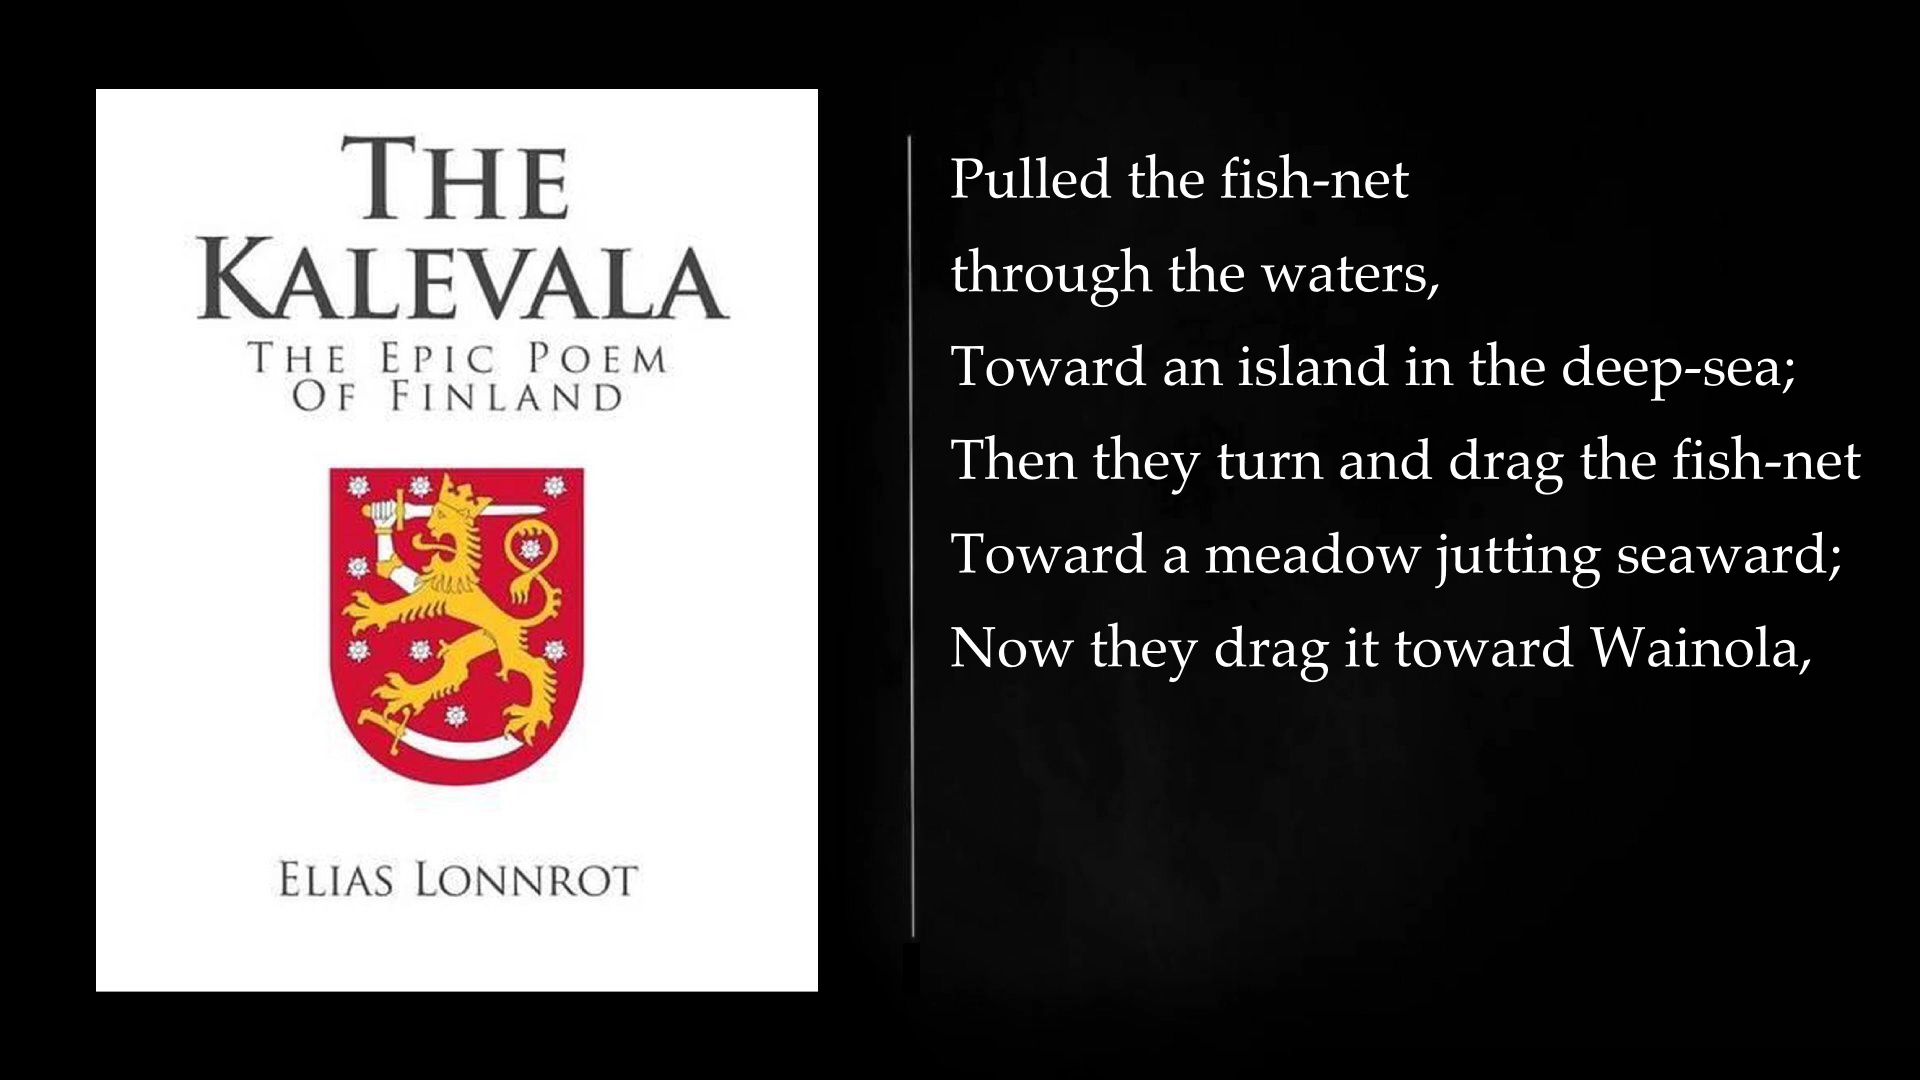 THE
KALEVALA
THE EPIC POEM
OF FINLAND
ELIAS LONNROT
Pulled the fish-net
through the waters,
Toward an island in the deep-sea;
Then they turn and drag the fish-net
Toward a meadow jutting seaward;
Now they drag it toward Wainola,